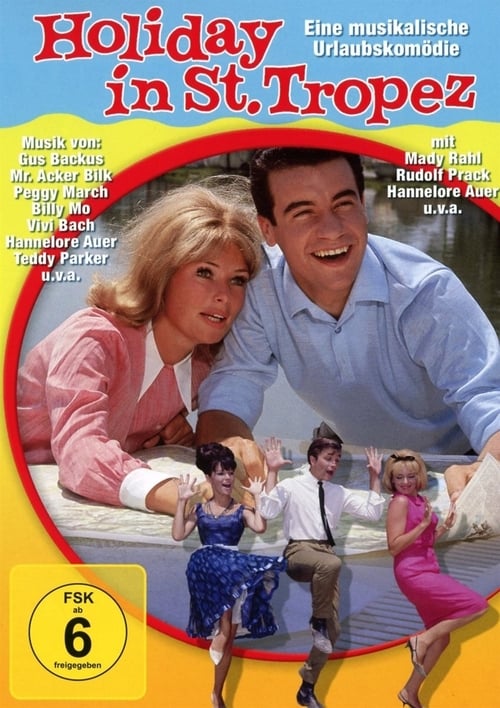 Holiday
in St. Tropez
Eine musikalische
Urlaubskomödie
Musik von:
Gus Backus
Mr. Acker Bilk
Peggy March
Billy Mo
Vivi Bach
Hannelore Auer
Teddy Parker
u.v.a.
mit
Mady Rahl
Rudolf Prack
Hannelore Auer
u.v.a.
FSK
ab
6
freigegeben